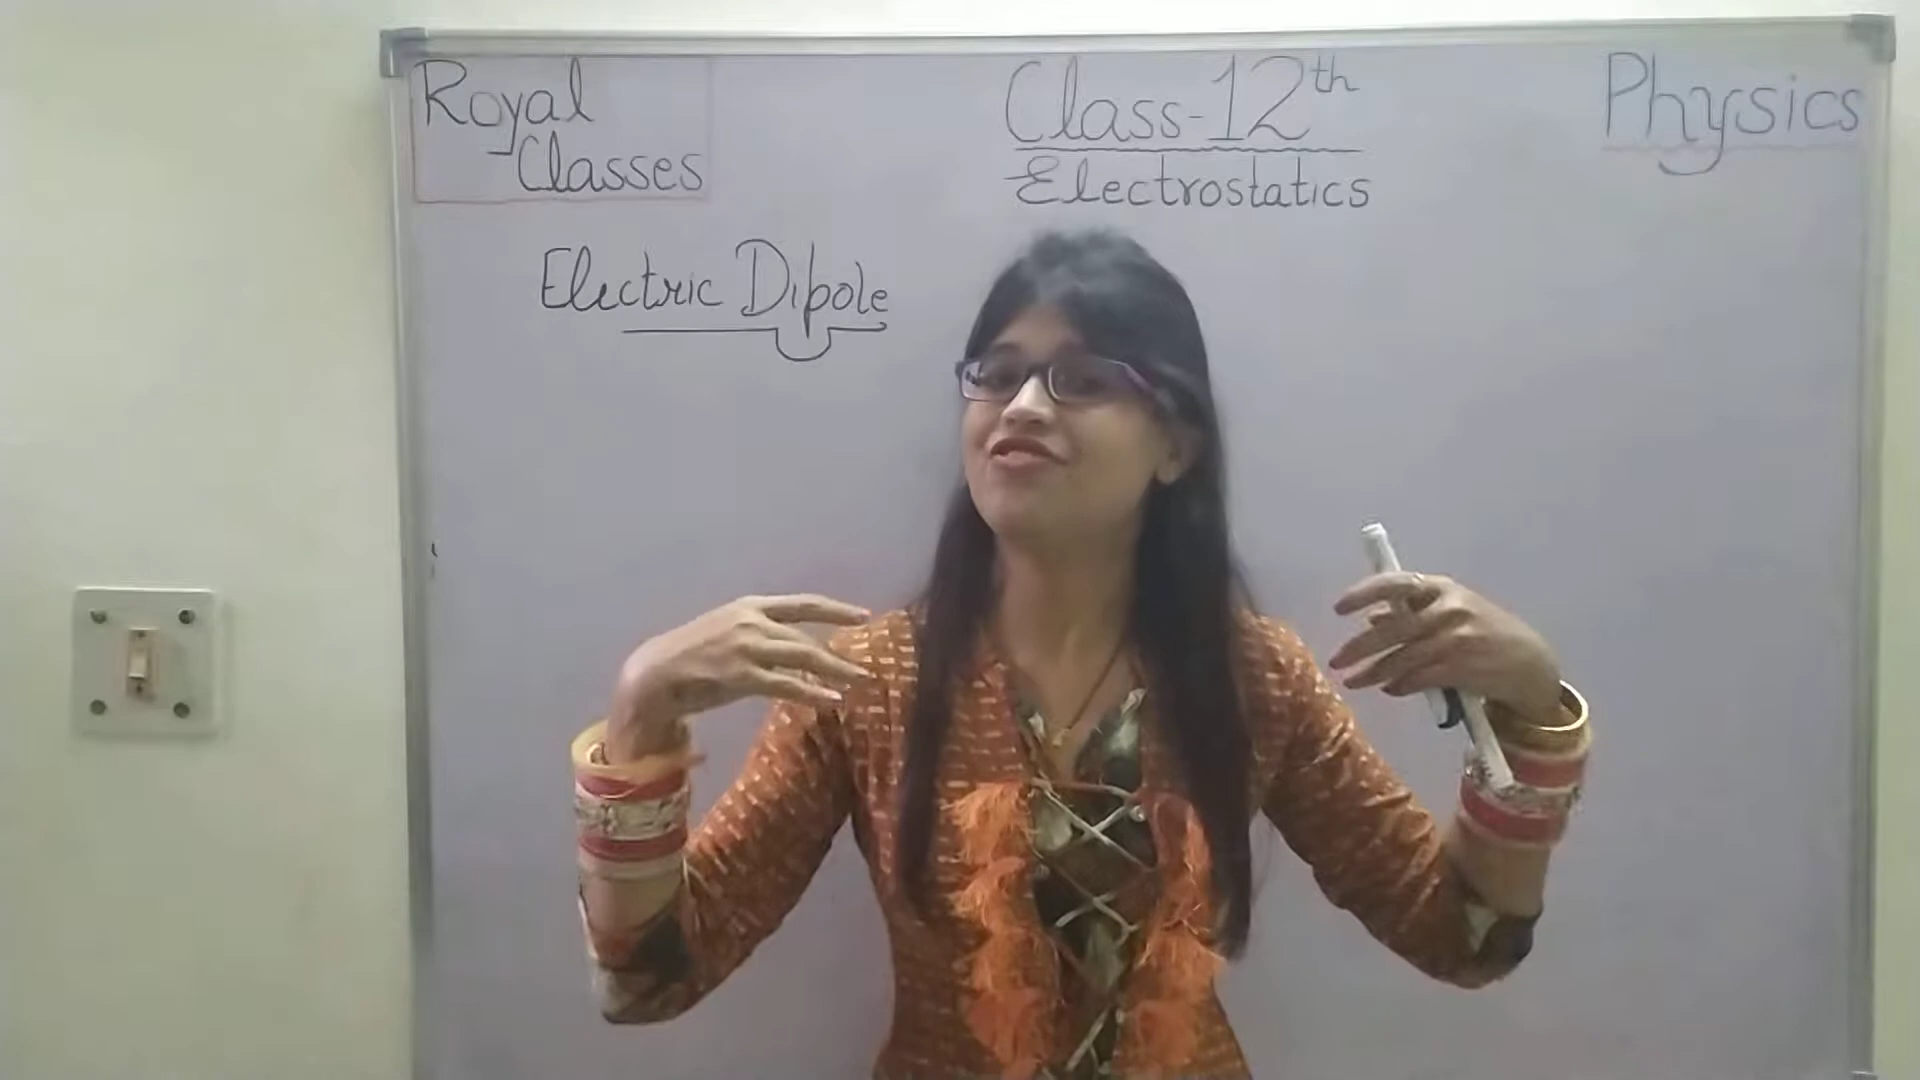 Royal
Classes
Class-12th
Electrostatics
Physics
Electric Dipole